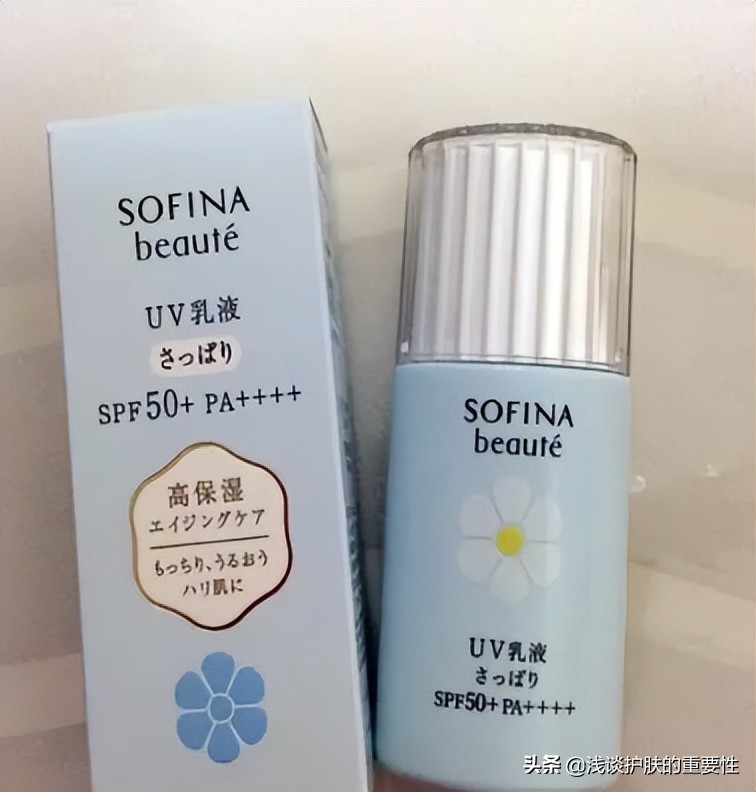 SOFINA
beauté
UV乳液
さっぱり
SPF50+ PA++++
高保湿
エイジングケア
もっちり、うるおう
ハリ肌に
SOFINA
beauté
UV乳液
さっぱり
SPF50+ PA++++
头条 @浅谈护肤的重要性